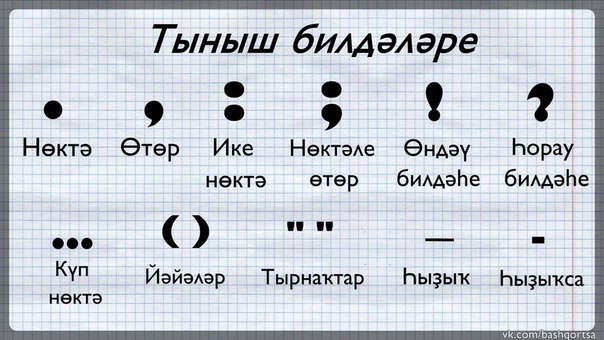 Тыныш билдәләре
. , : ; ! ?
Нөктә Өтөр Ике Нөктәле Өндәү Һорау
нөктә өтөр билдәһе билдәһе
... ( ) " " — -
Күп Йәйәләр Тырнаҡтар Һыҙыҡ Һыҙыҡса
нөктә
vk.com/bashqortsa